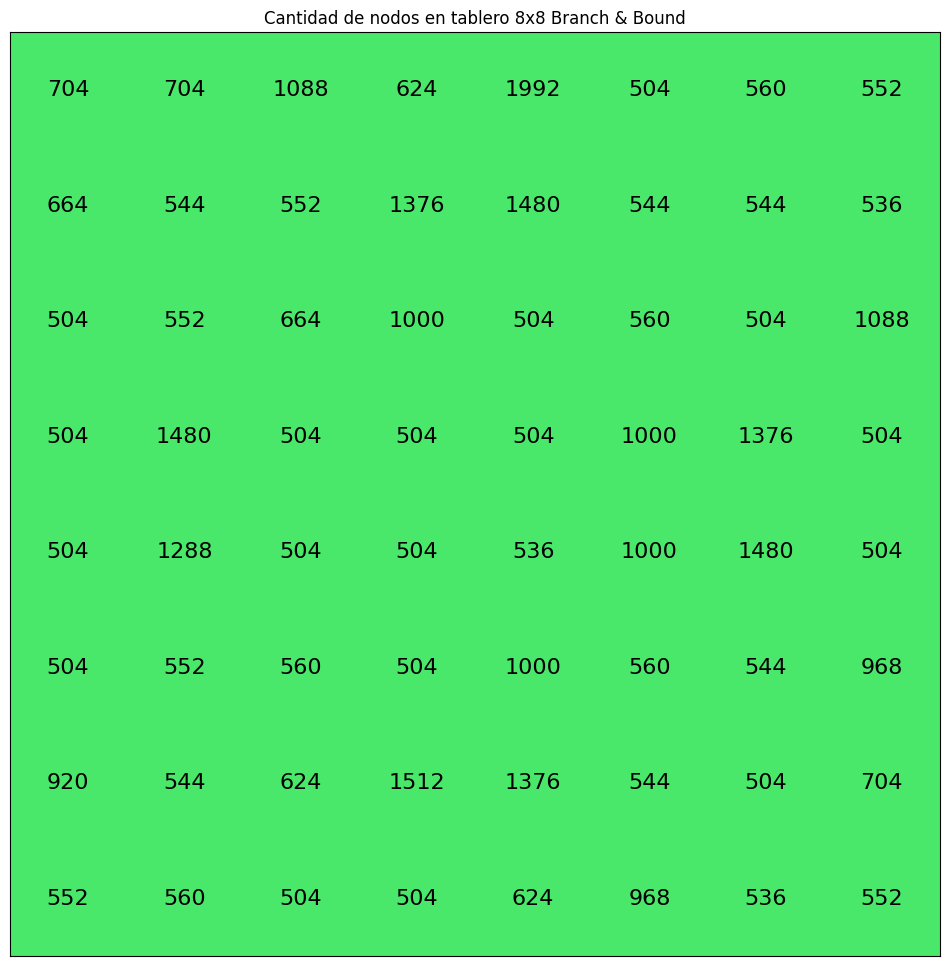 Cantidad de nodos en tablero 8x8 Branch & Bound
704 704 1088 624 1992 504 560 552
664 544 552 1376 1480 544 544 536
504 552 664 1000 504 560 504 1088
504 1480 504 504 504 1000 1376 504
504 1288 504 504 536 1000 1480 504
504 552 560 504 1000 560 544 968
920 544 624 1512 1376 544 504 704
552 560 504 504 624 968 536 552